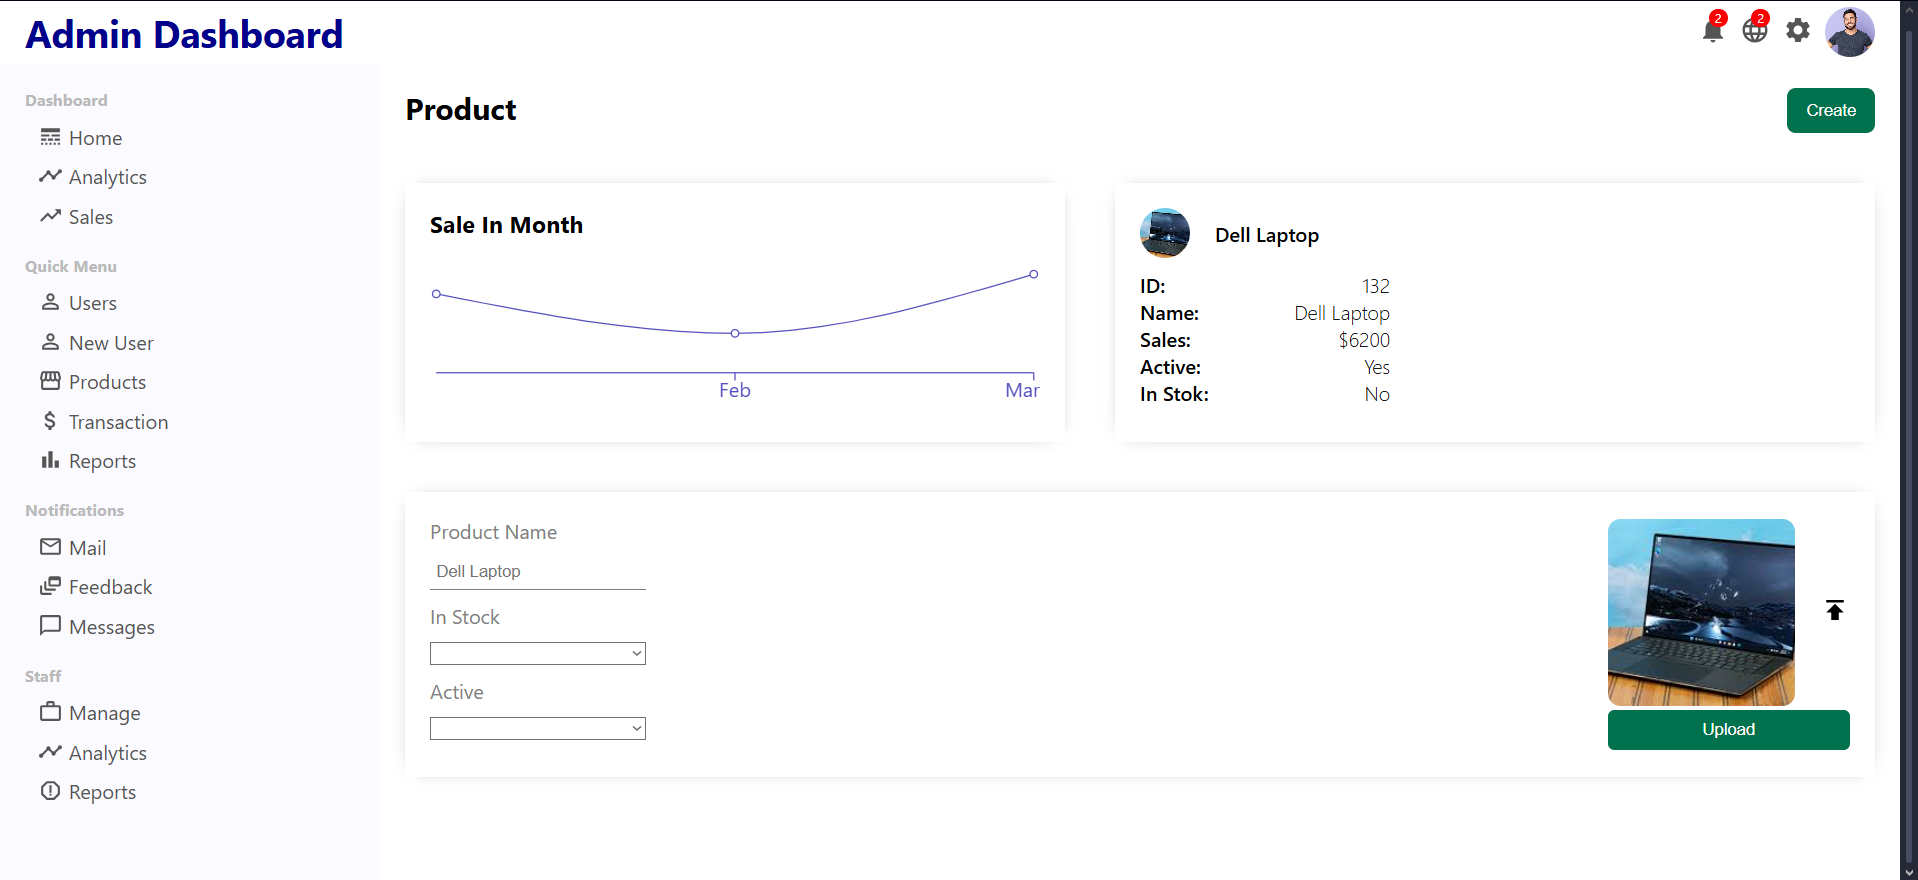 Admin Dashboard
2
2
Dashboard
Home
Analytics
Sales
Quick Menu
Users
New User
Products
Transaction
Reports
Notifications
Mail
Feedback
Messages
Staff
Manage
Analytics
Reports
Product
Create
Sale In Month
Feb
Mar
Dell Laptop
ID: 132
Name: Dell Laptop
Sales: $6200
Active: Yes
In Stok: No
Product Name
Dell Laptop
In Stock
Active
Upload